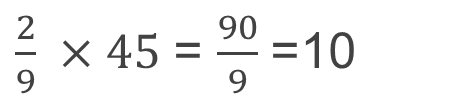 2/9 × 45 = 90/9 = 10